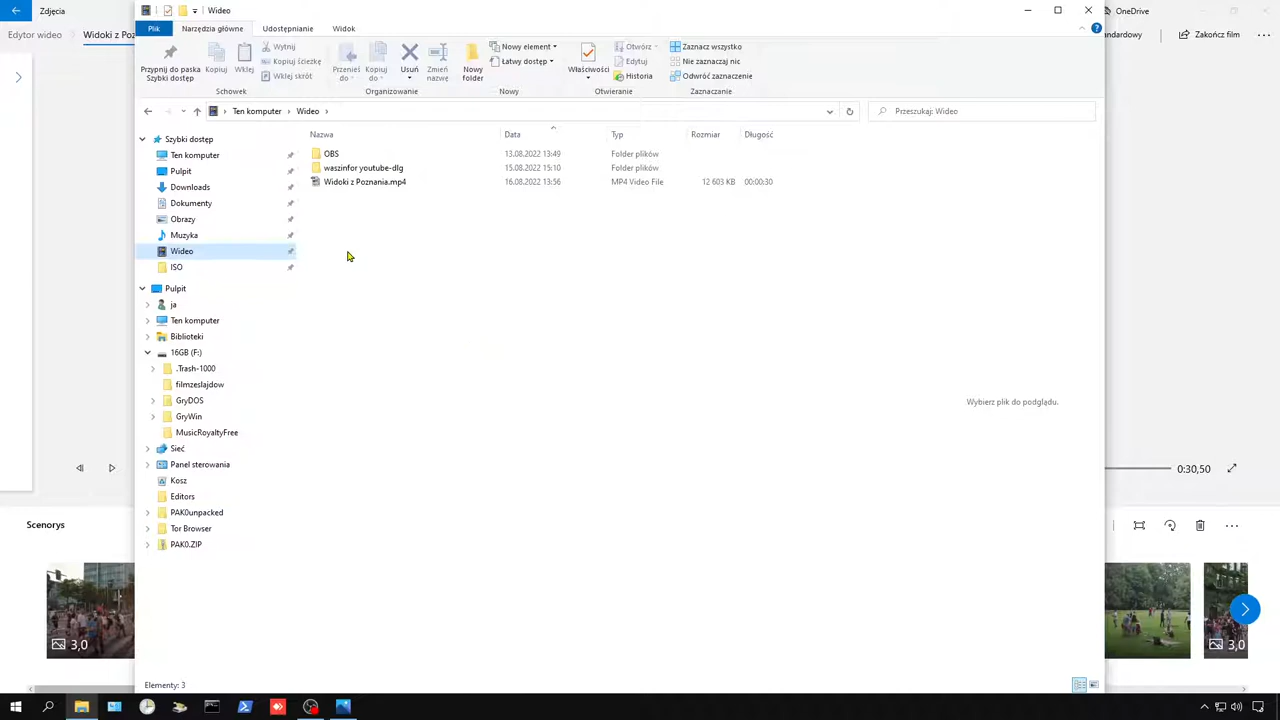 Zdjęcia
Wideo
OneDrive
Edytor wideo
Plik
Narzędzia główne
Udostępnianie
Widok
Zakończ film
Przypnij do paska
Szybki dostęp
Kopiuj
Wklej
Wytnij
Kopiuj ścieżkę
Wklej skrót
Schowek
Przenieś
do
Kopiuj
do
Usuń
Zmień
nazwę
Organizowanie
Nowy
folder
Nowy element
Łatwy dostęp
Nowy
Właściwości
Otwórz
Edytuj
Historia
Otwieranie
Zaznacz wszystko
Nie zaznaczaj nic
Odwróć zaznaczenie
Zaznaczanie
Ten komputer
Wideo
Przeszukaj: Wideo
Nazwa
Data
Typ
Rozmiar
Długość
OBS 13.08.2022 13:49 Folder plików
waszinfor youtube-dlg 15.08.2022 15:10 Folder plików
Widoki z Poznania.mp4 16.08.2022 13:56 MP4 Video File 12 603 KB 00:00:30
Szybki dostęp
Ten komputer
Pulpit
Downloads
Dokumenty
Obrazy
Muzyka
Wideo
ISO
Pulpit
ja
Ten komputer
Biblioteki
16GB (F:)
.Trash-1000
filmzeslajdow
GryDOS
GryWin
MusicRoyaltyFree
Sieć
Panel sterowania
Kosz
Editors
PAK0unpacked
Tor Browser
PAK0.ZIP
Wybierz plik do podglądu.
0:30,50
Scenorys
3,0
3,0
Elementy: 3